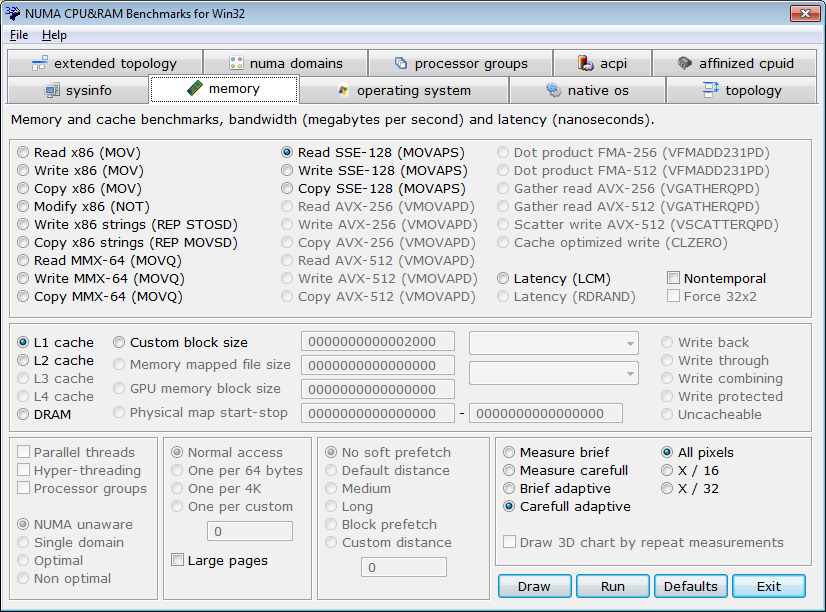 NUMA CPU&RAM Benchmarks for Win32
File Help
extended topology numa domains processor groups acpi affinized cpuid
sysinfo memory operating system native os topology
Memory and cache benchmarks, bandwidth (megabytes per second) and latency (nanoseconds).
Read x86 (MOV) Read SSE-128 (MOVAPS) Dot product FMA-256 (VFMADD231PD)
Write x86 (MOV) Write SSE-128 (MOVAPS) Dot product FMA-512 (VFMADD231PD)
Copy x86 (MOV) Copy SSE-128 (MOVAPS) Gather read AVX-256 (VGATHERQPD)
Modify x86 (NOT) Read AVX-256 (VMOVAPD) Gather read AVX-512 (VGATHERQPD)
Write x86 strings (REP STOSD) Write AVX-256 (VMOVAPD) Scatter write AVX-512 (VSCATTERQPD)
Copy x86 strings (REP MOVSD) Copy AVX-256 (VMOVAPD) Cache optimized write (CLZERO)
Read MMX-64 (MOVQ) Read AVX-512 (VMOVAPD)
Write MMX-64 (MOVQ) Write AVX-512 (VMOVAPD) Latency (LCM) Nontemporal
Copy MMX-64 (MOVQ) Copy AVX-512 (VMOVAPD) Latency (RDRAND) Force 32x2
L1 cache Custom block size 0000000000002000 Write back
L2 cache Memory mapped file size 0000000000000000 Write through
L3 cache GPU memory block size 0000000000000000 Write combining
L4 cache Write protected
DRAM Physical map start-stop 0000000000000000 - 0000000000000000 Uncacheable
Parallel threads Normal access No soft prefetch Measure brief All pixels
Hyper-threading One per 64 bytes Default distance Measure carefull X / 16
Processor groups One per 4K Medium Brief adaptive X / 32
One per custom Long Carefull adaptive
NUMA unaware 0 Block prefetch
Single domain Custom distance Draw 3D chart by repeat measurements
Optimal Large pages 0
Non optimal Draw Run Defaults Exit